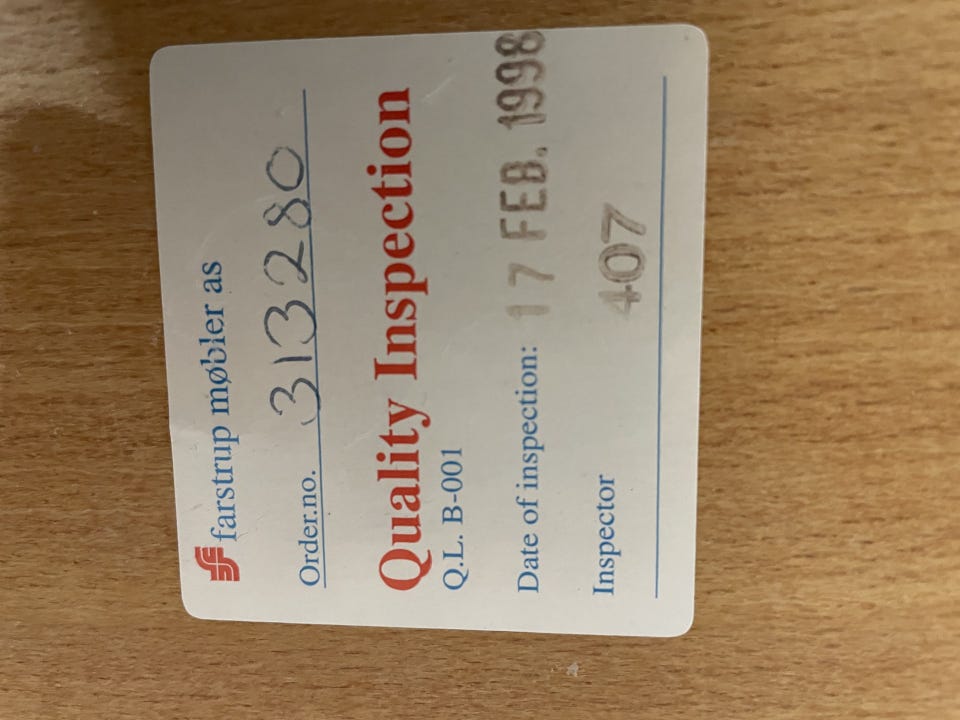 farstrup møbler as
Order.no. 313280
Quality Inspection
Q.L. B-001
Date of inspection: 17 FEB. 1998
Inspector 407